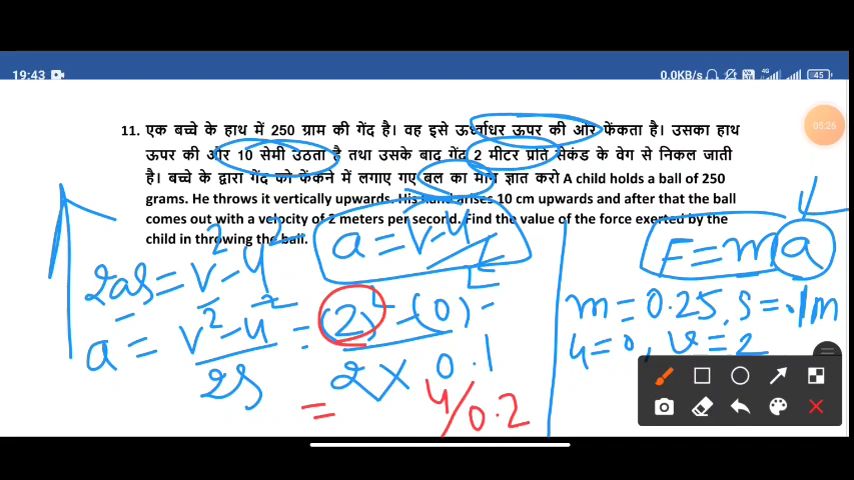 19:43
0.0KB/s 4G 45
05:26
11. एक बच्चे के हाथ में 250 ग्राम की गेंद है। वह इसे ऊर्ध्वाधर ऊपर की ओर फेंकता है। उसका हाथ
ऊपर की ओर 10 सेमी उठता है तथा उसके बाद गेंद 2 मीटर प्रति सेकंड के वेग से निकल जाती
है। बच्चे के द्वारा गेंद को फेंकने में लगाए गए बल का मान ज्ञात करो A child holds a ball of 250
grams. He throws it vertically upwards. His hand arises 10 cm upwards and after that the ball
comes out with a velocity of 2 meters per second. Find the value of the force exerted by the
child in throwing the ball.
a = v-u/t
F=ma
2as = v²-u²
m = 0.25, s = .1m
u=0, v = 2
a = v²-u²/2s = (2)²-(0)²/2×0.1 =
= 4/0.2